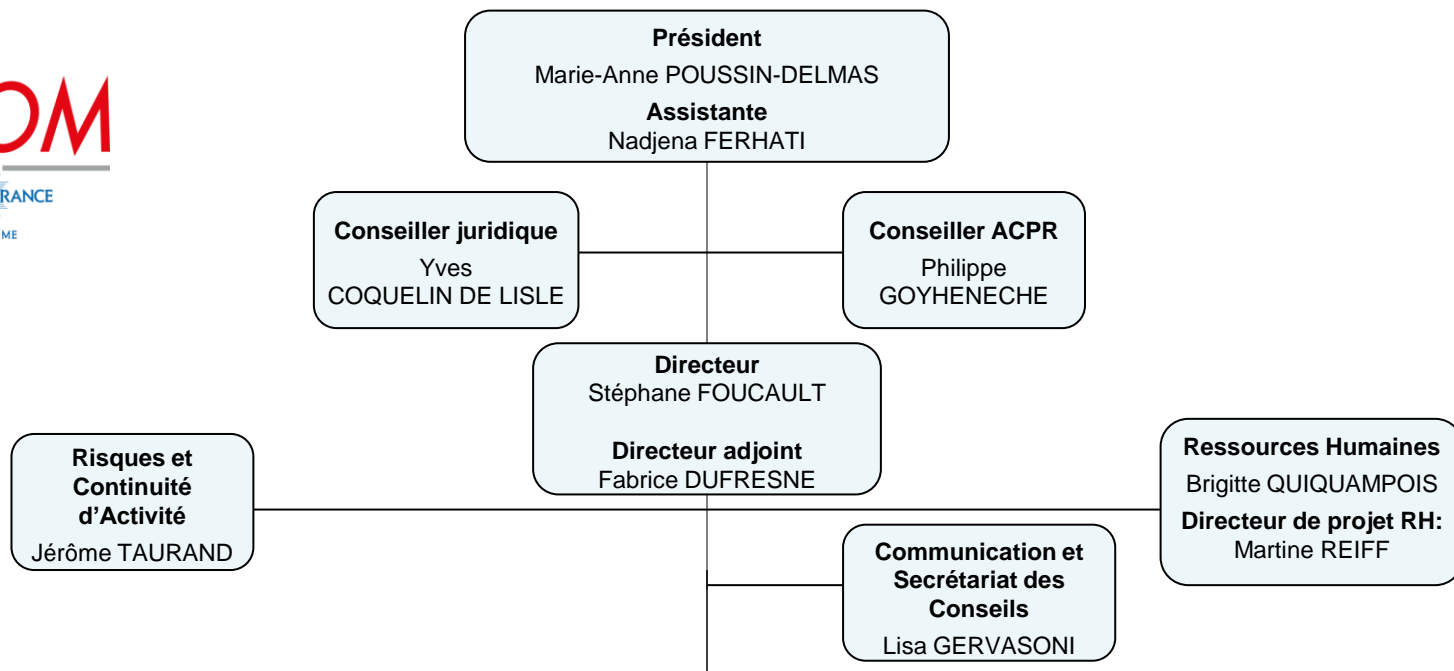 Président
Marie-Anne POUSSIN-DELMAS
Assistante
Nadjena FERHATI
OM
RANCE
ME
Conseiller juridique
Yves
COQUELIN DE LISLE
Conseiller ACPR
Philippe
GOYHENECHE
Directeur
Stéphane FOUCAULT
Directeur adjoint
Fabrice DUFRESNE
Risques et
Continuité
d’Activité
Jérôme TAURAND
Ressources Humaines
Brigitte QUIQUAMPOIS
Directeur de projet RH:
Martine REIFF
Communication et
Secrétariat des
Conseils
Lisa GERVASONI